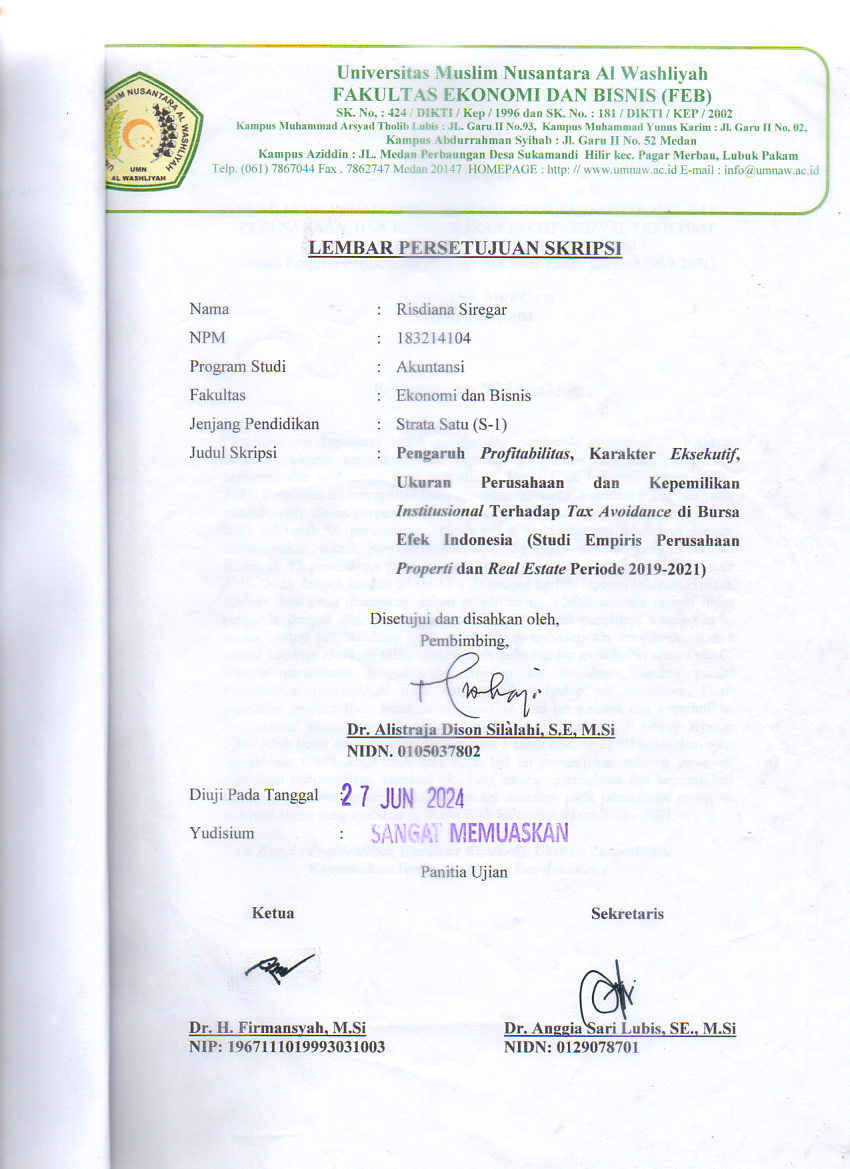 Universitas Muslim Nusantara Al Washliyah
FAKULTAS EKONOMI DAN BISNIS (FEB)
SK. No, : 424 / DIKTI / Kep / 1996 dan SK. No. : 181 / DIKTI / KEP / 2002
Kampus Muhammad Arsyad Tholib Lubis : JL. Garu II No.93, Kampus Muhammad Yunus Karim : Jl. Garu II No. 02,
Kampus Abdurrahman Syihab : Jl. Garu II No. 52 Medan
Kampus Aziddin : JL. Medan Perbaungan Desa Sukamandi Hilir kec. Pagar Merbau, Lubuk Pakam
Telp. (061) 7867044 Fax . 7862747 Medan 20147 HOMEPAGE : http: // www.umnaw.ac.id E-mail : info@umnaw.ac.id
MUSLIM NUSANTARA AL WASHLIYAH
UMN
AL WASHLIYAH
LEMBAR PERSETUJUAN SKRIPSI
Nama : Risdiana Siregar
NPM : 183214104
Program Studi : Akuntansi
Fakultas : Ekonomi dan Bisnis
Jenjang Pendidikan : Strata Satu (S-1)
Judul Skripsi : Pengaruh Profitabilitas, Karakter Eksekutif,
Ukuran Perusahaan dan Kepemilikan
Institusional Terhadap Tax Avoidance di Bursa
Efek Indonesia (Studi Empiris Perusahaan
Properti dan Real Estate Periode 2019-2021)
Disetujui dan disahkan oleh,
Pembimbing,
Dr. Alistraja Dison Silalahi, S.E, M.Si
NIDN. 0105037802
Diuji Pada Tanggal : 27 JUN 2024
Yudisium : SANGAT MEMUASKAN
Panitia Ujian
Ketua Sekretaris
Dr. H. Firmansyah, M.Si Dr. Anggia Sari Lubis, SE., M.Si
NIP: 1967111019993031003 NIDN: 0129078701